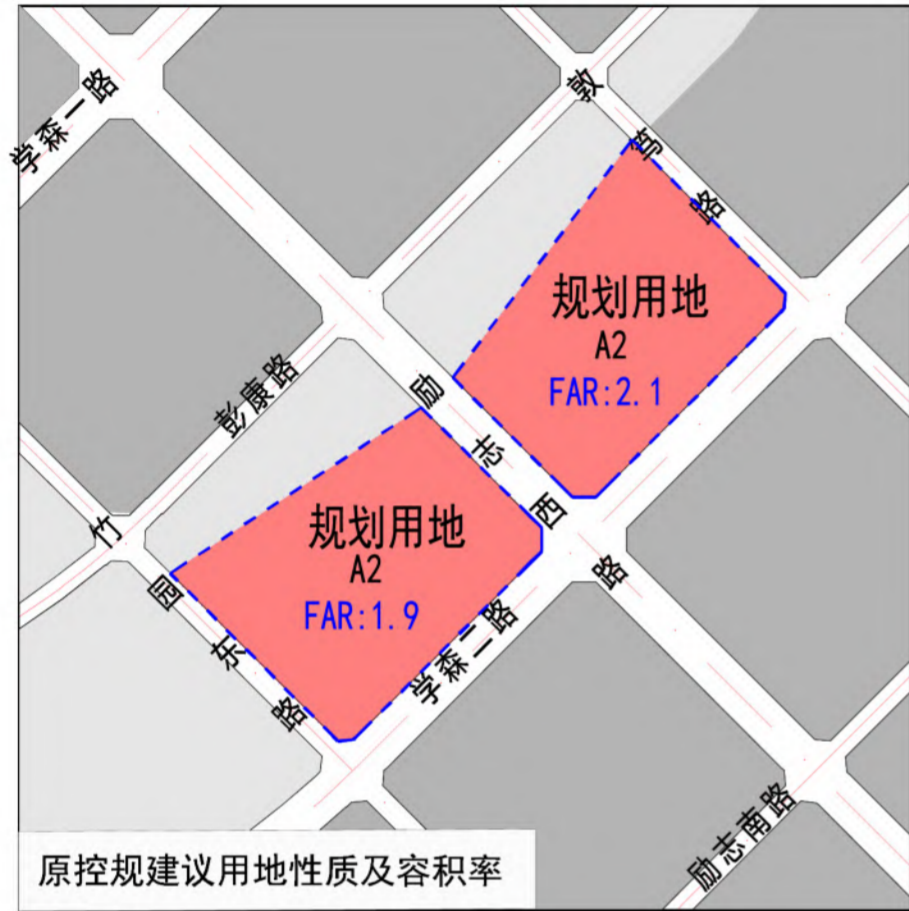 学森一路
敦
亨
路
规划用地
A2
FAR:2.1
彭康路
励
志
西
路
规划用地
A2
FAR:1.9
竹
园
东
路
学森二路
励志南路
原控规建议用地性质及容积率